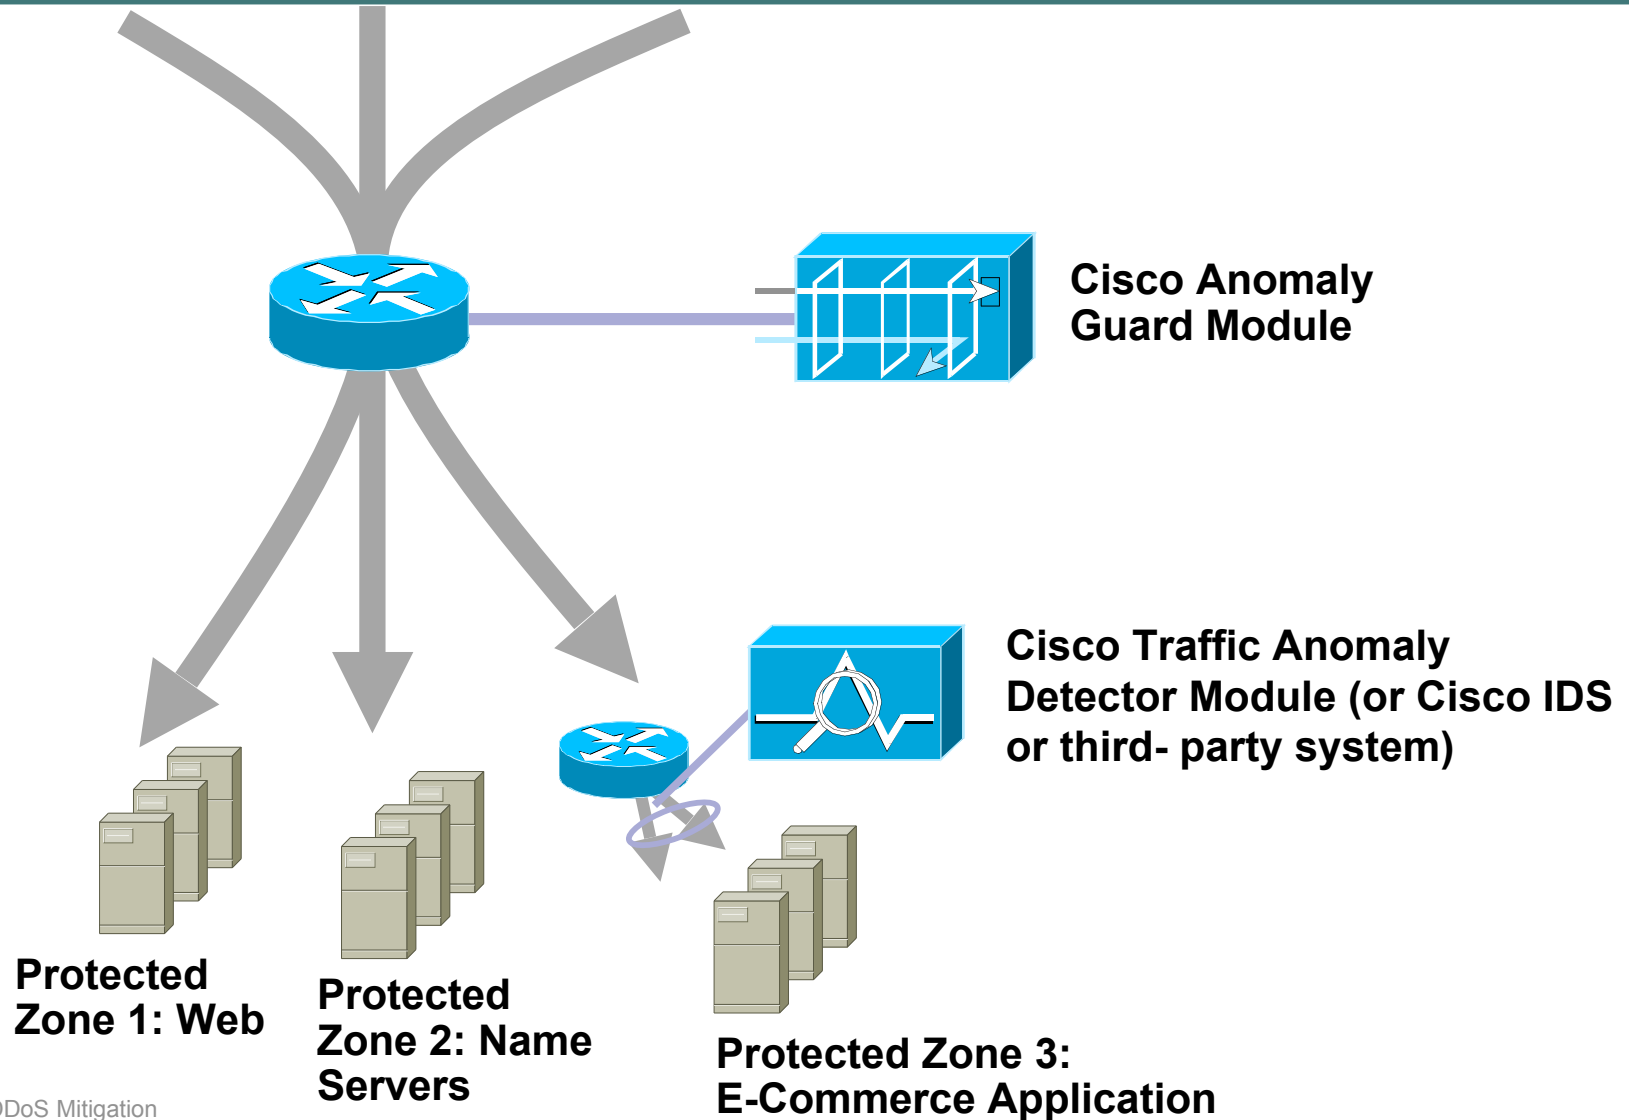 Cisco Anomaly
Guard Module
Cisco Traffic Anomaly
Detector Module (or Cisco IDS
or third- party system)
Protected
Zone 1: Web
Protected
Zone 2: Name
Servers
Protected Zone 3:
E-Commerce Application
DDoS Mitigation